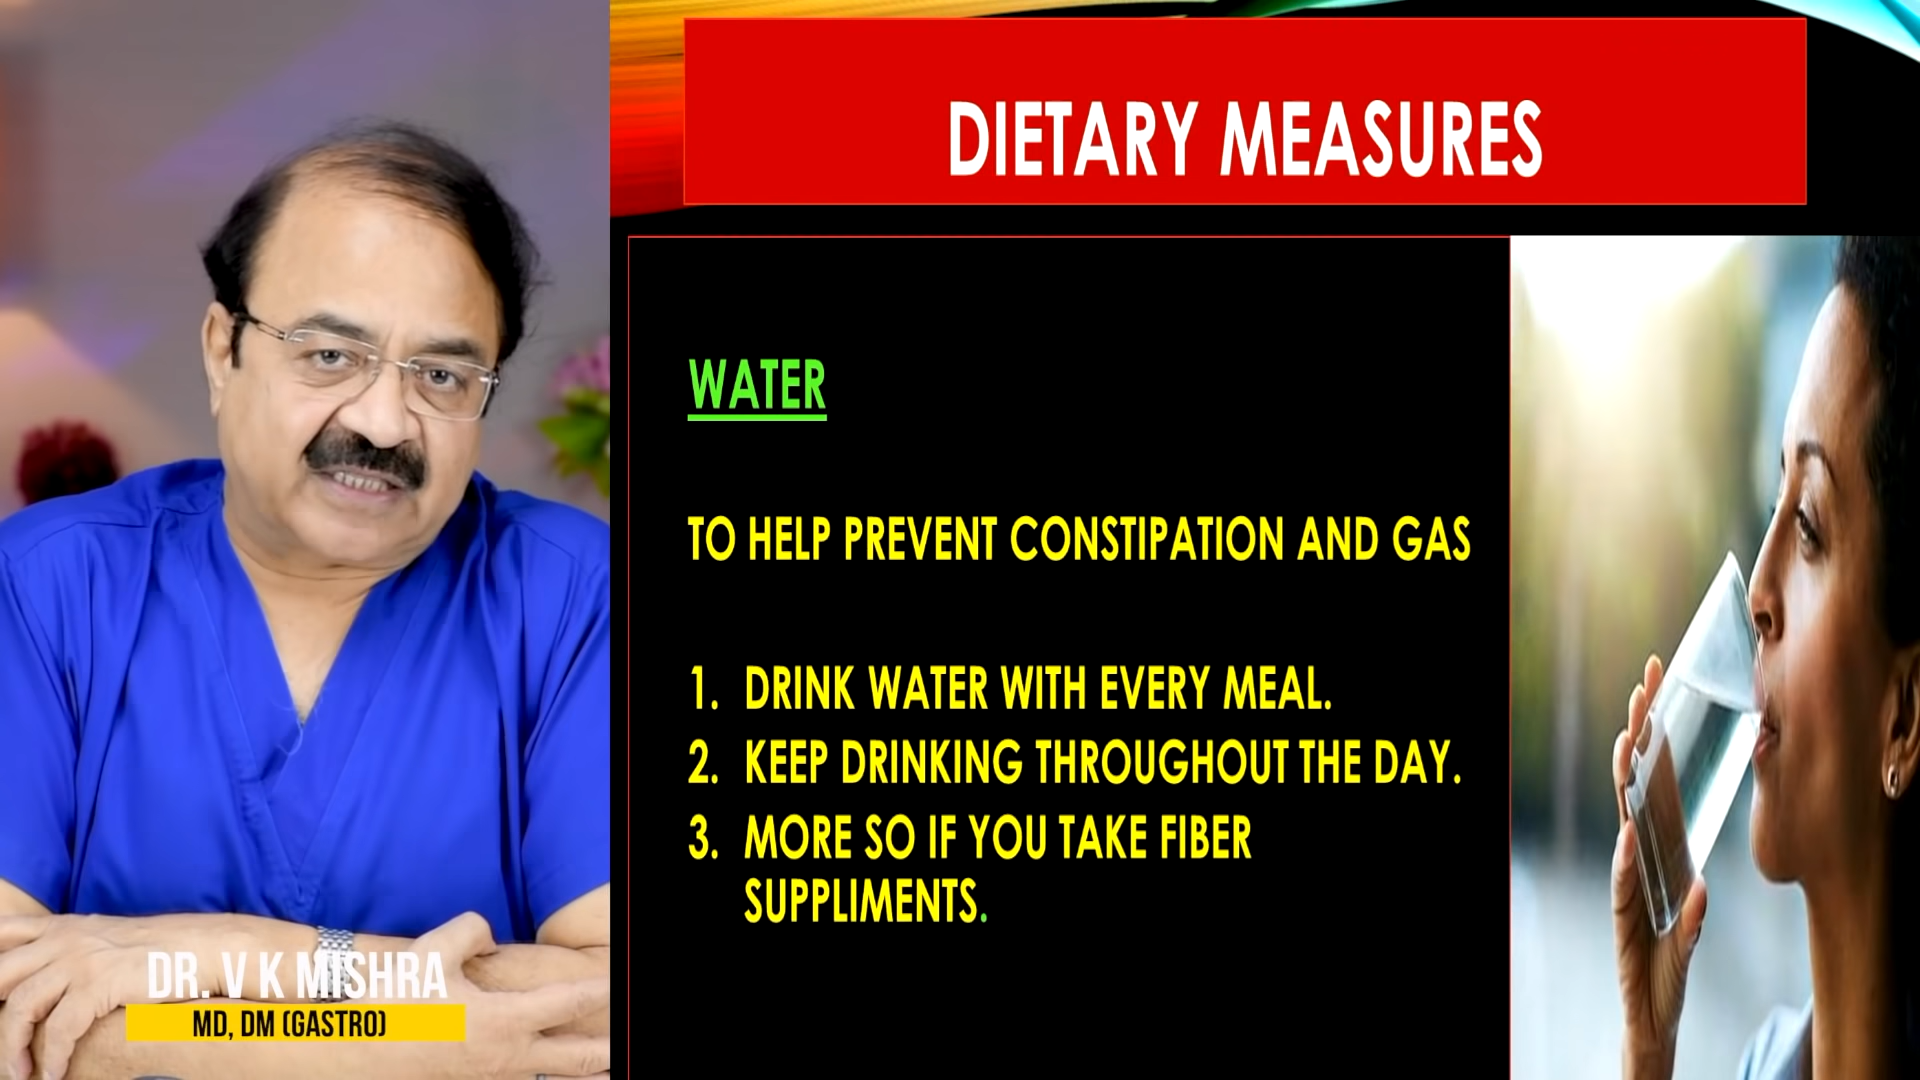 DIETARY MEASURES
WATER
TO HELP PREVENT CONSTIPATION AND GAS
1. DRINK WATER WITH EVERY MEAL.
2. KEEP DRINKING THROUGHOUT THE DAY.
3. MORE SO IF YOU TAKE FIBER
SUPPLIMENTS.
DR. V K MISHRA
MD, DM (GASTRO)